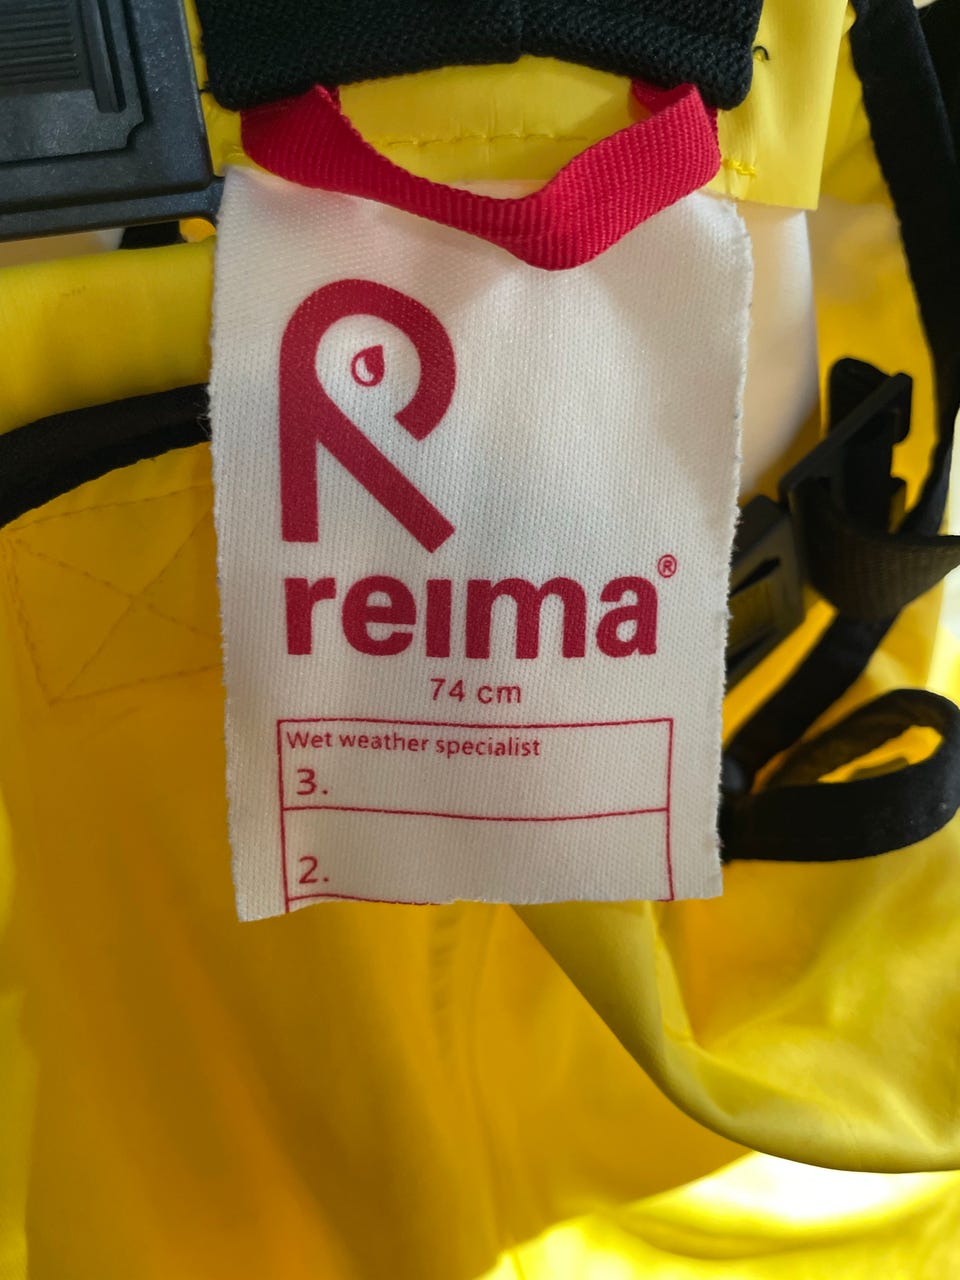 reima®
74 cm
Wet weather specialist
3.
2.